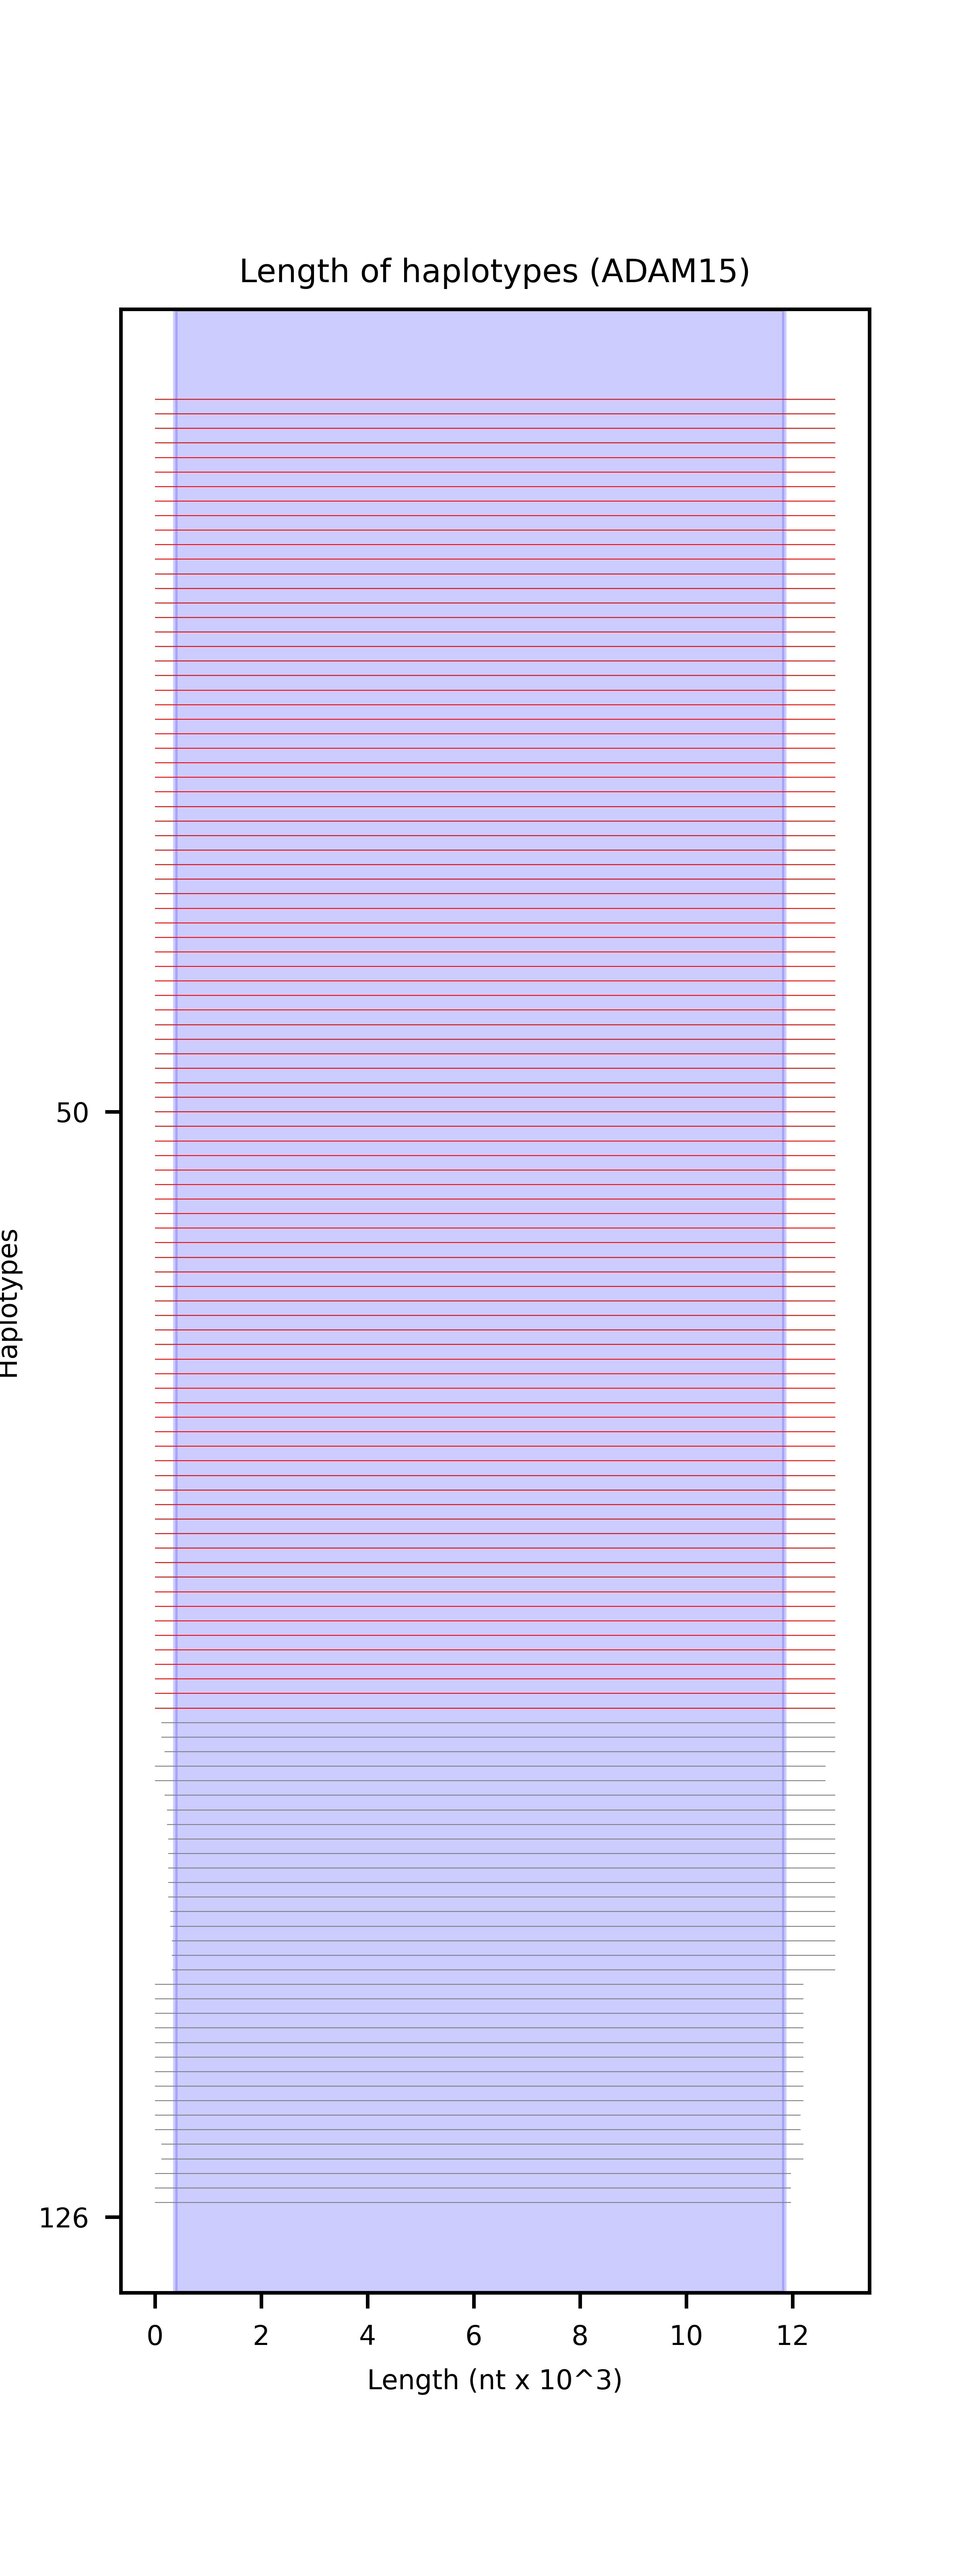 Length of haplotypes (ADAM15)
50
Haplotypes
126
0 2 4 6 8 10 12
Length (nt x 10^3)